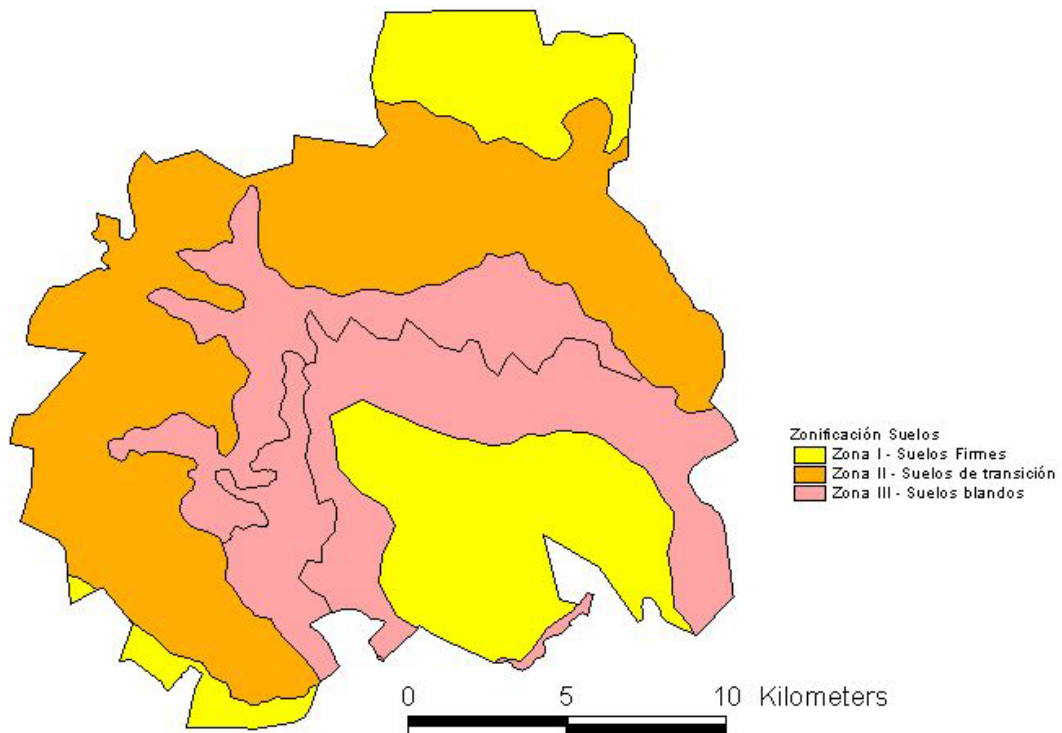 Zonificación Suelos
Zona I - Suelos Firmes
Zona II - Suelos de transición
Zona III - Suelos blandos
0 5 10 Kilometers